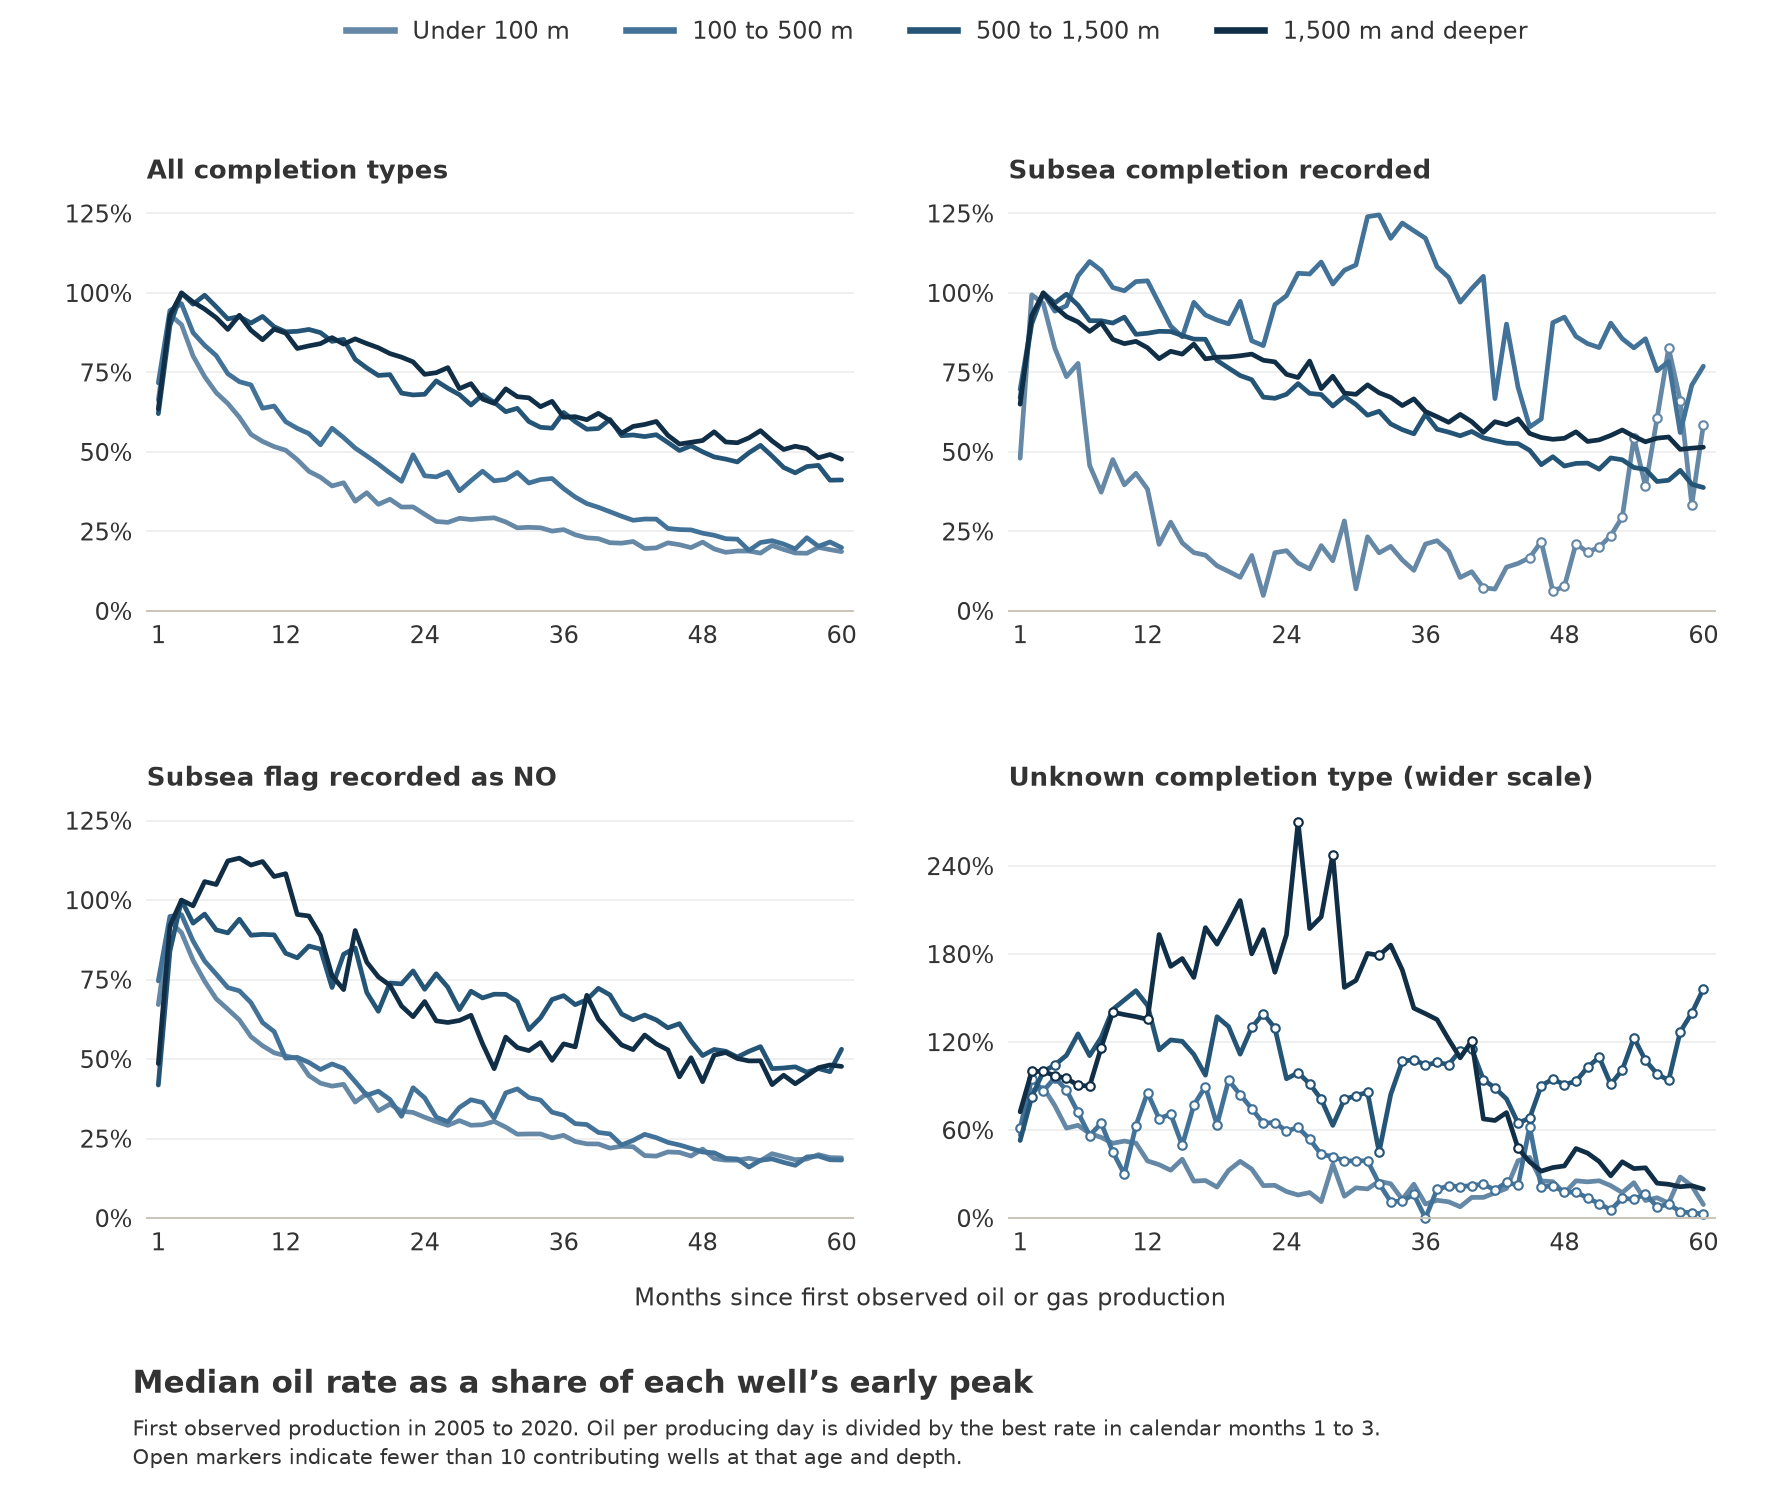 Under 100 m 100 to 500 m 500 to 1,500 m 1,500 m and deeper
All completion types
125%
100%
75%
50%
25%
0%
1 12 24 36 48 60
Subsea completion recorded
125%
100%
75%
50%
25%
0%
1 12 24 36 48 60
Subsea flag recorded as NO
125%
100%
75%
50%
25%
0%
1 12 24 36 48 60
Unknown completion type (wider scale)
240%
180%
120%
60%
0%
1 12 24 36 48 60
Months since first observed oil or gas production
Median oil rate as a share of each well’s early peak
First observed production in 2005 to 2020. Oil per producing day is divided by the best rate in calendar months 1 to 3.
Open markers indicate fewer than 10 contributing wells at that age and depth.